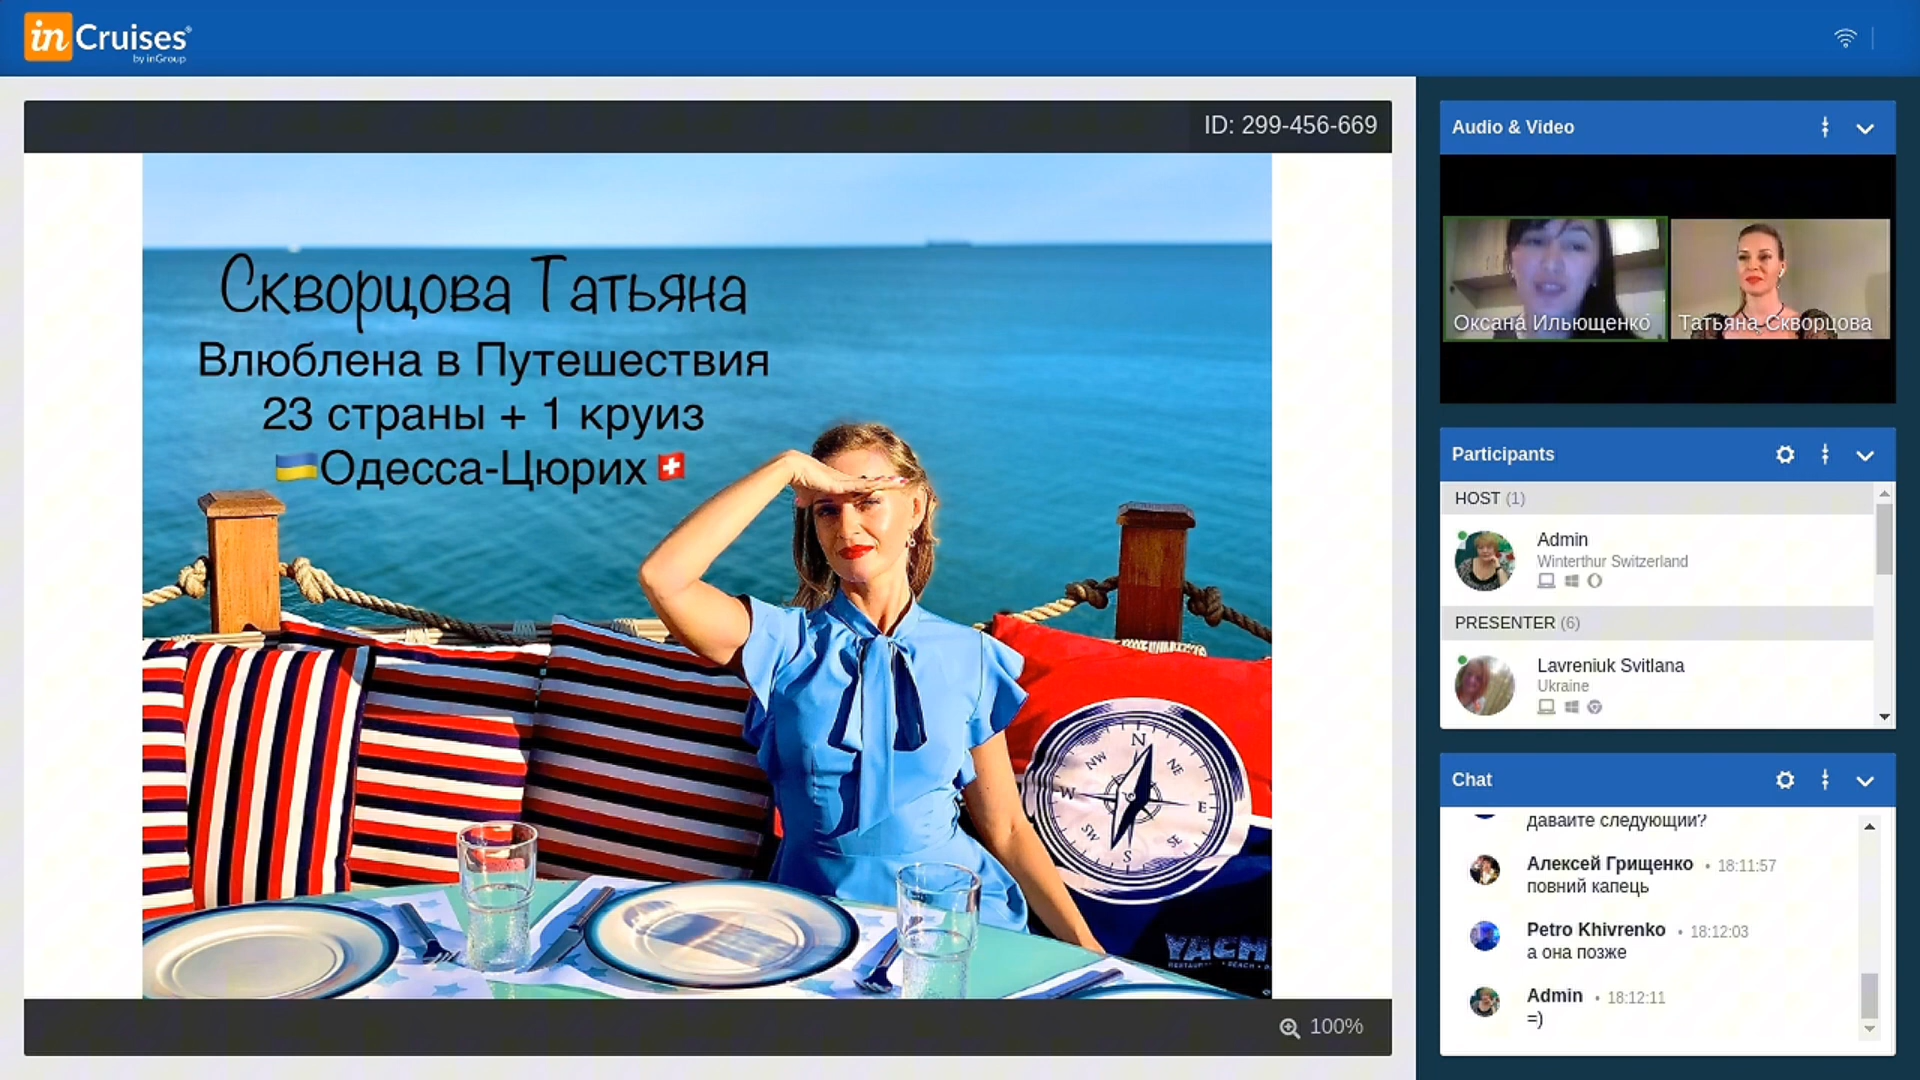 in Cruises®
by inGroup
ID: 299-456-669
Скворцова Татьяна
Влюблена в Путешествия
23 страны + 1 круиз
Одесса-Цюрих
N
NE
E
SE
S
SW
W
NW
YACH
100%
Audio & Video
Оксана Ильющенко
Татьяна Скворцова
Participants
HOST (1)
Admin
Winterthur Switzerland
PRESENTER (6)
Lavreniuk Svitlana
Ukraine
Chat
давайте следующий?
Алексей Грищенко • 18:11:57
повний капець
Petro Khivrenko • 18:12:03
а она позже
Admin • 18:12:11
=)